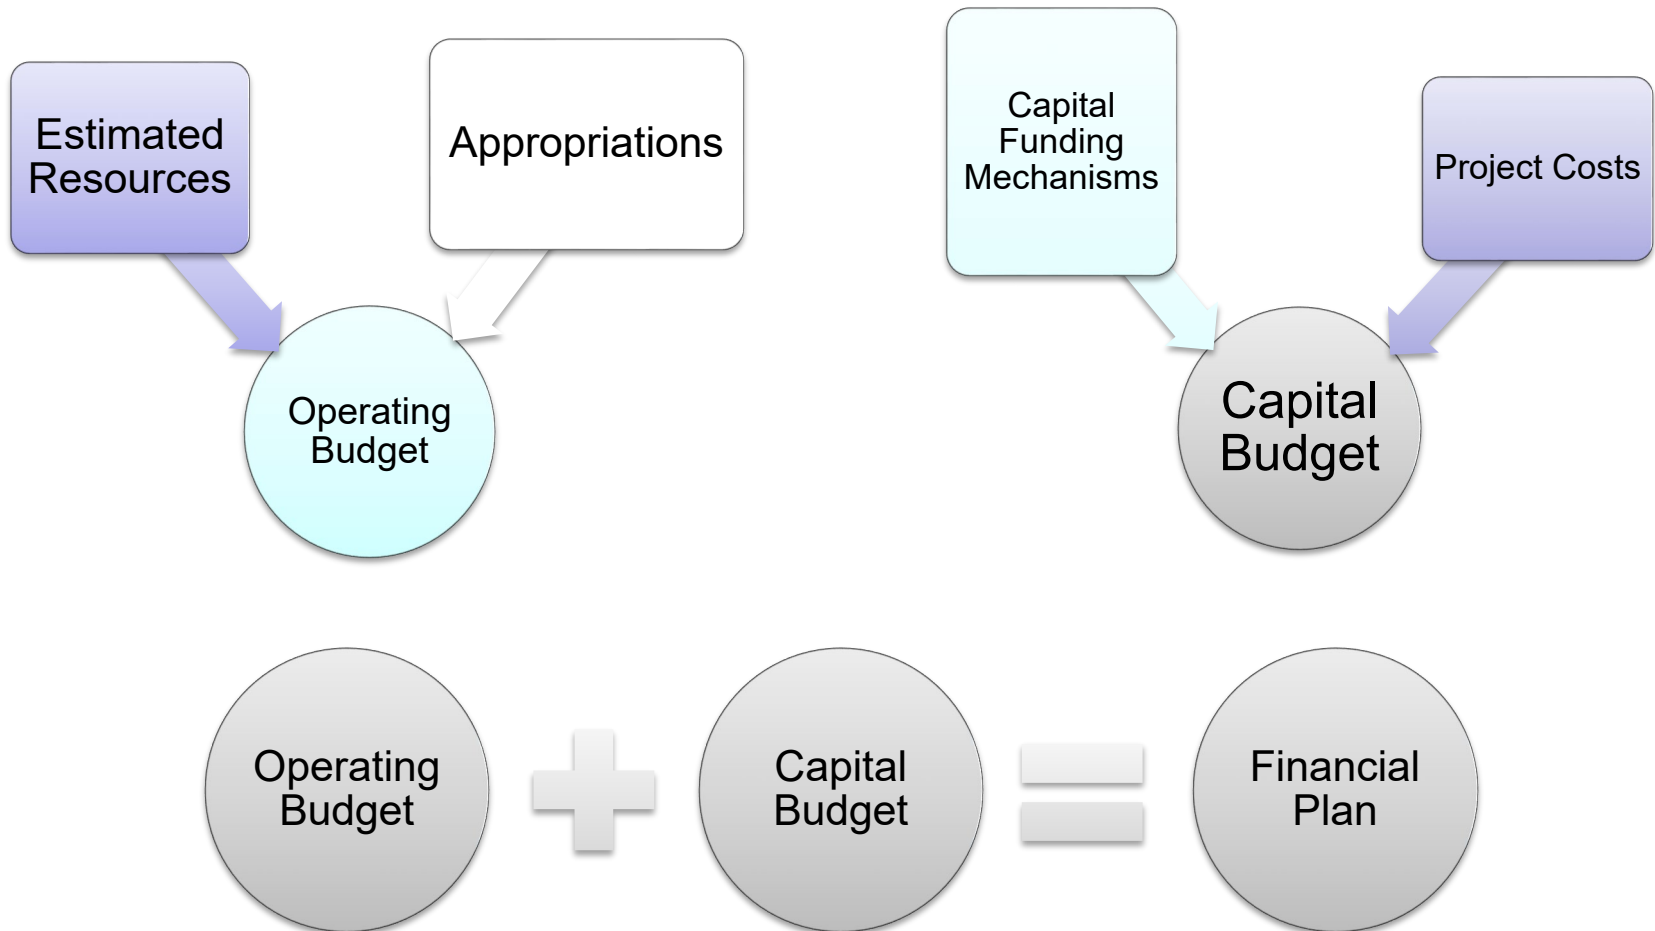 Estimated
Resources
Appropriations
Capital
Funding
Mechanisms
Project Costs
Operating
Budget
Capital
Budget
Operating
Budget
Capital
Budget
Financial
Plan